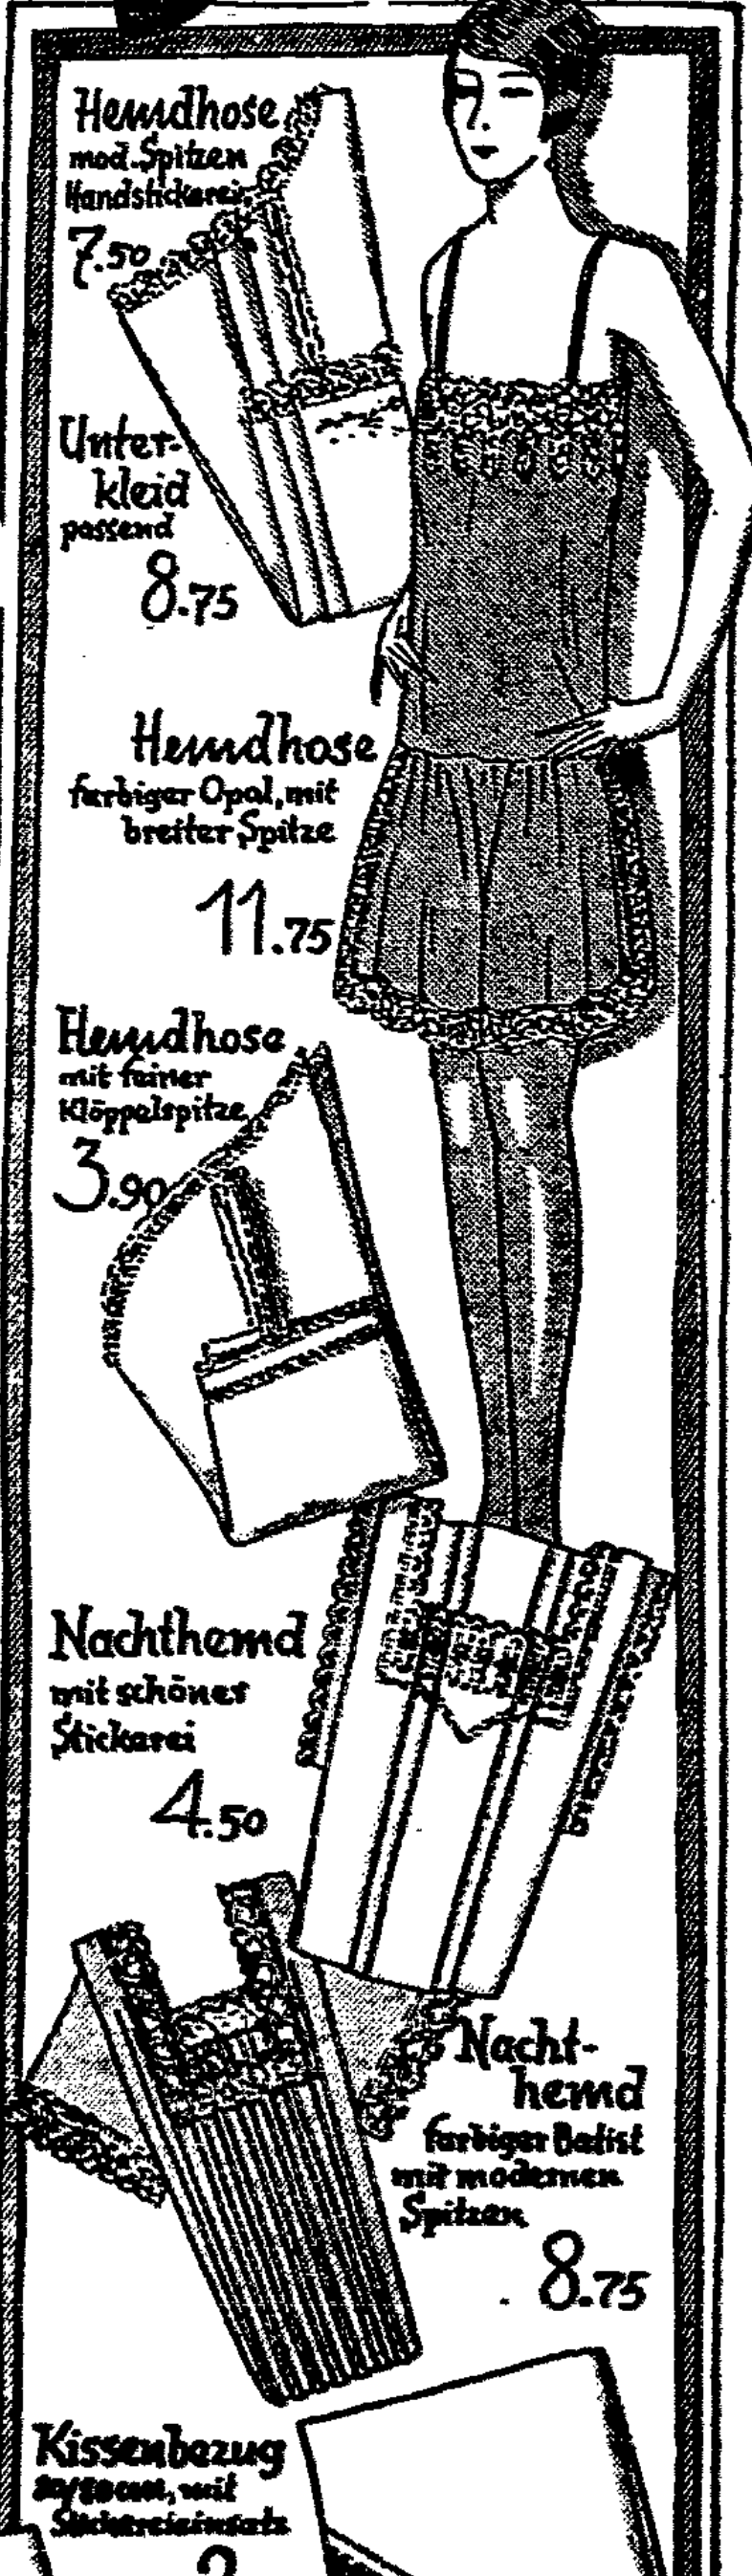 Hemdhose
mod. Spitzen
Handstickerei.
7.50
Unter-
kleid
passend
8.75
Hemdhose
farbiger Opal, mit
breiter Spitze
11.75
Hemdhose
mit feiner
Klöppelspitze
3.90
Nachthemd
mit schöner
Stickerei
4.50
Nacht-
hemd
farbiger Batist
mit modernen
Spitzen
8.75
Kissenbezug
mit
Stickereieinsatz